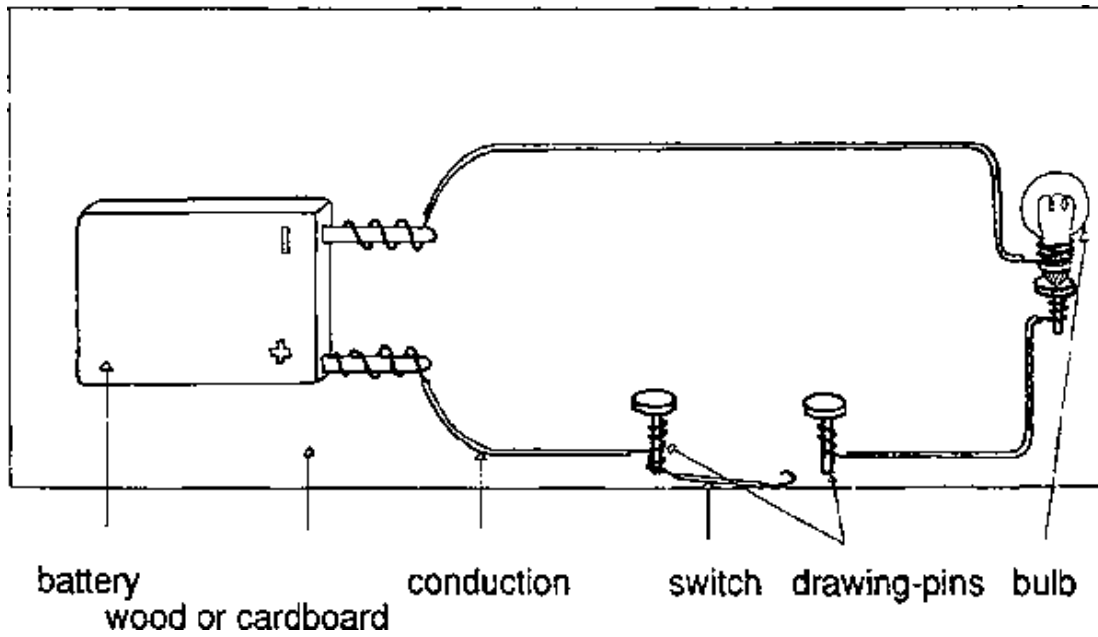 −
+
battery
wood or cardboard
conduction
switch
drawing-pins
bulb